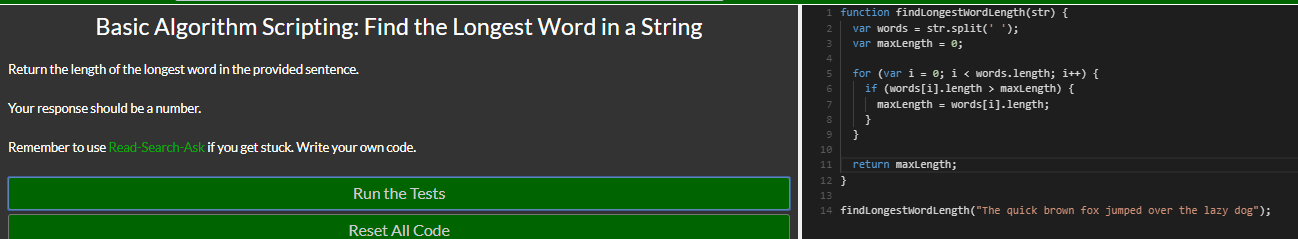 Basic Algorithm Scripting: Find the Longest Word in a String
Return the length of the longest word in the provided sentence.
Your response should be a number.
Remember to use Read-Search-Ask if you get stuck. Write your own code.
Run the Tests
Reset All Code
1 function findLongestWordLength(str) {
2 var words = str.split(' ');
3 var maxLength = 0;
4
5 for (var i = 0; i < words.length; i++) {
6 if (words[i].length > maxLength) {
7 maxLength = words[i].length;
8 }
9 }
10
11 return maxLength;
12 }
13
14 findLongestWordLength("The quick brown fox jumped over the lazy dog");